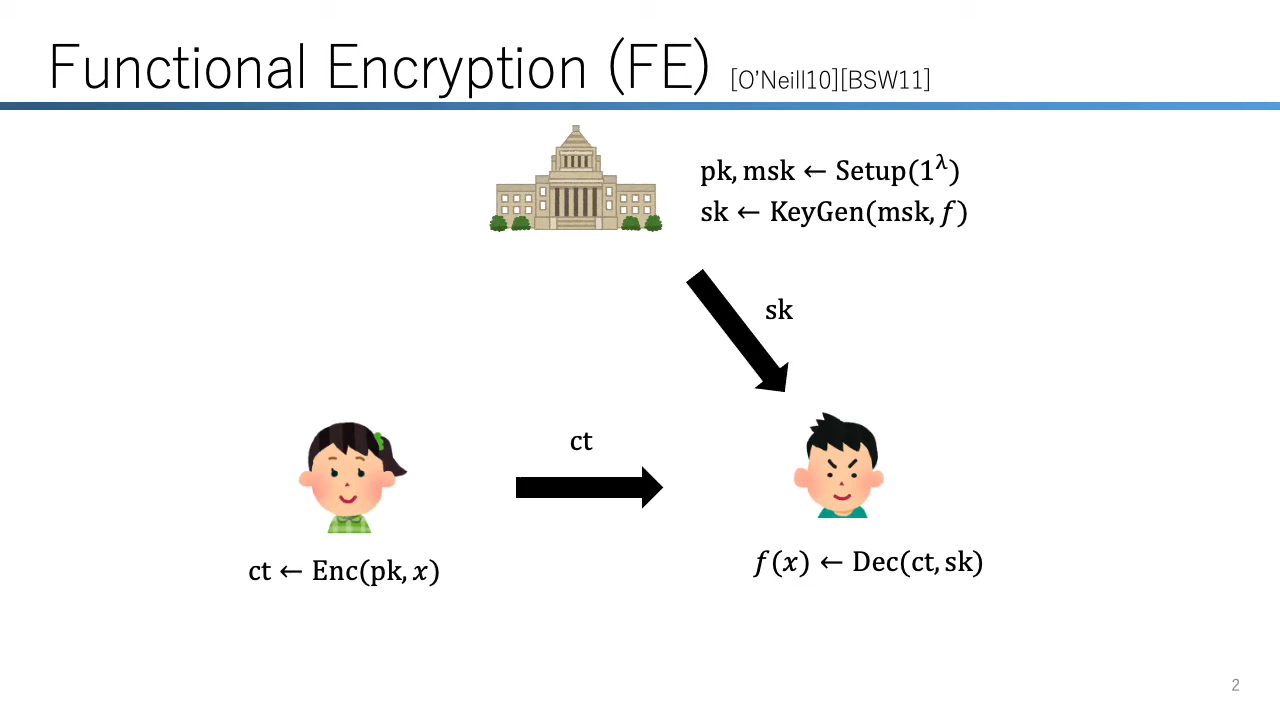 Functional Encryption (FE) [O'Neill10][BSW11]
pk, msk ← Setup(1^λ)
sk ← KeyGen(msk, f)
sk
ct
ct ← Enc(pk, x)
f(x) ← Dec(ct, sk)
2